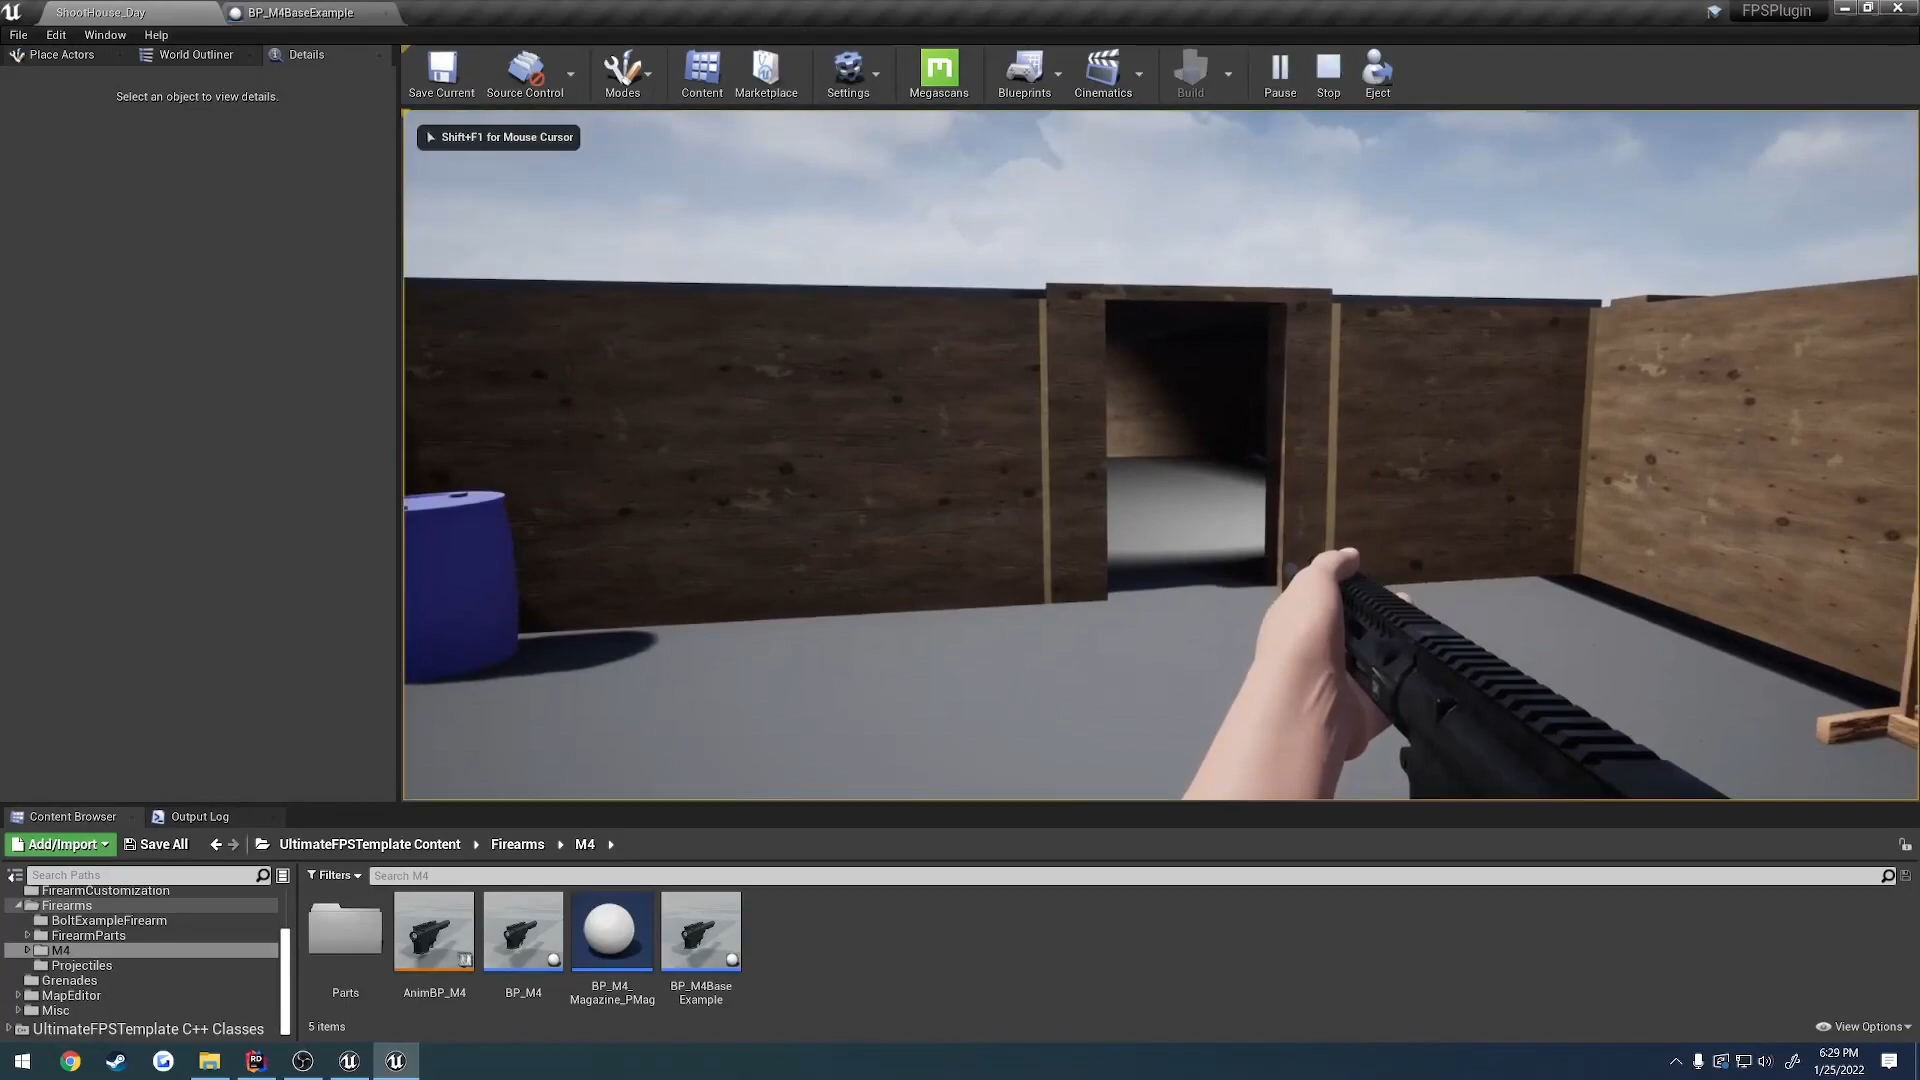 ShootHouse_Day
BP_M4BaseExample
FPSPlugin
File Edit Window Help
Place Actors World Outliner Details
Select an object to view details.
Save Current Source Control Modes Content Marketplace Settings Megascans Blueprints Cinematics Build Pause Stop Eject
Shift+F1 for Mouse Cursor
Content Browser Output Log
Add/Import Save All UltimateFPSTemplate Content Firearms M4
Search Paths
Filters Search M4
FirearmCustomization
Firearms
BoltExampleFirearm
FirearmParts
M4
Projectiles
Grenades
MapEditor
Misc
UltimateFPSTemplate C++ Classes
Parts
AnimBP_M4
BP_M4
BP_M4_
Magazine_PMag
BP_M4Base
Example
5 items
View Options
6:29 PM
1/25/2022